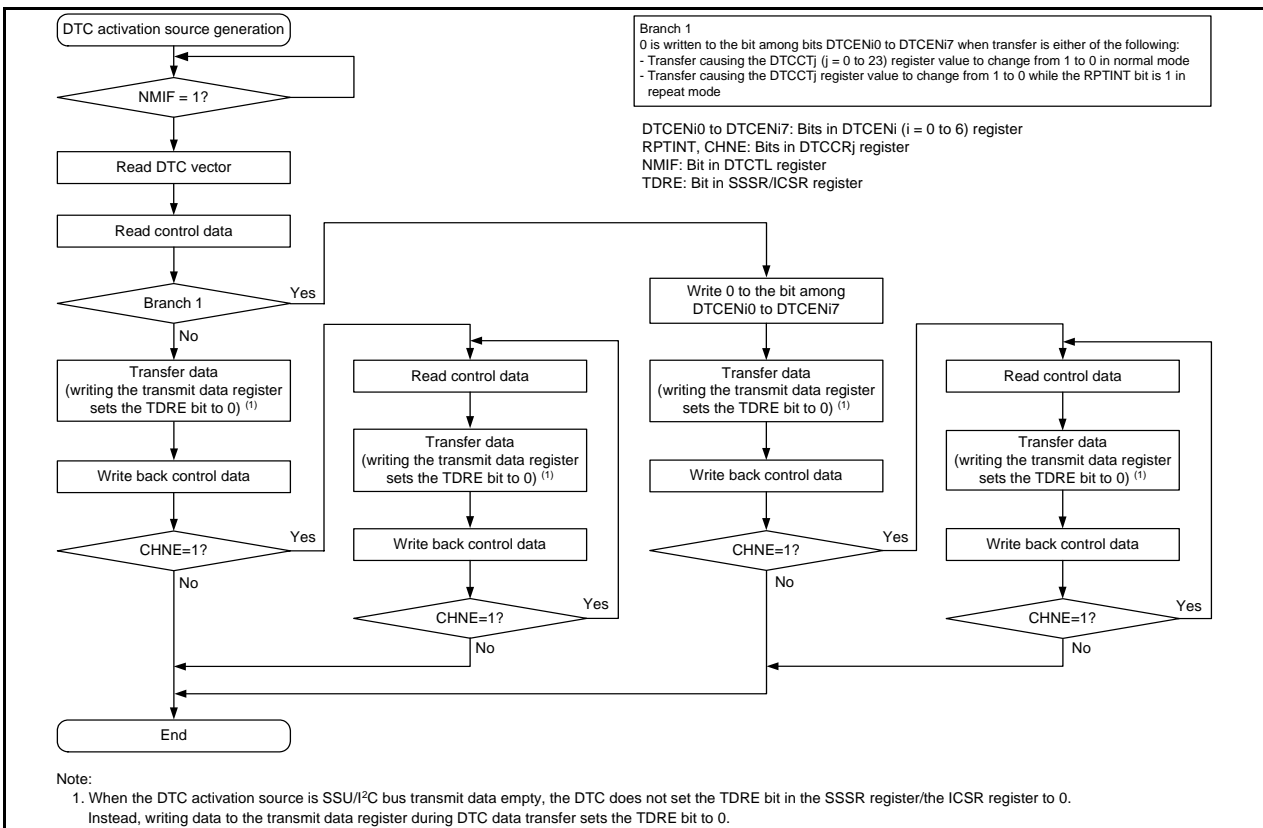 DTC activation source generation
NMIF = 1?
Read DTC vector
Read control data
Branch 1
Yes
No
Transfer data
(writing the transmit data register
sets the TDRE bit to 0) (1)
Write back control data
CHNE=1?
Yes
No
Read control data
Transfer data
(writing the transmit data register
sets the TDRE bit to 0) (1)
Write back control data
CHNE=1?
Yes
No
Branch 1
0 is written to the bit among bits DTCENi0 to DTCENi7 when transfer is either of the following:
- Transfer causing the DTCCTj (j = 0 to 23) register value to change from 1 to 0 in normal mode
- Transfer causing the DTCCTj register value to change from 1 to 0 while the RPTINT bit is 1 in
repeat mode
DTCENi0 to DTCENi7: Bits in DTCENi (i = 0 to 6) register
RPTINT, CHNE: Bits in DTCCRj register
NMIF: Bit in DTCTL register
TDRE: Bit in SSSR/ICSR register
Write 0 to the bit among
DTCENi0 to DTCENi7
Transfer data
(writing the transmit data register
sets the TDRE bit to 0) (1)
Write back control data
CHNE=1?
Yes
No
Read control data
Transfer data
(writing the transmit data register
sets the TDRE bit to 0) (1)
Write back control data
CHNE=1?
Yes
No
End
Note:
1. When the DTC activation source is SSU/I²C bus transmit data empty, the DTC does not set the TDRE bit in the SSSR register/the ICSR register to 0.
Instead, writing data to the transmit data register during DTC data transfer sets the TDRE bit to 0.